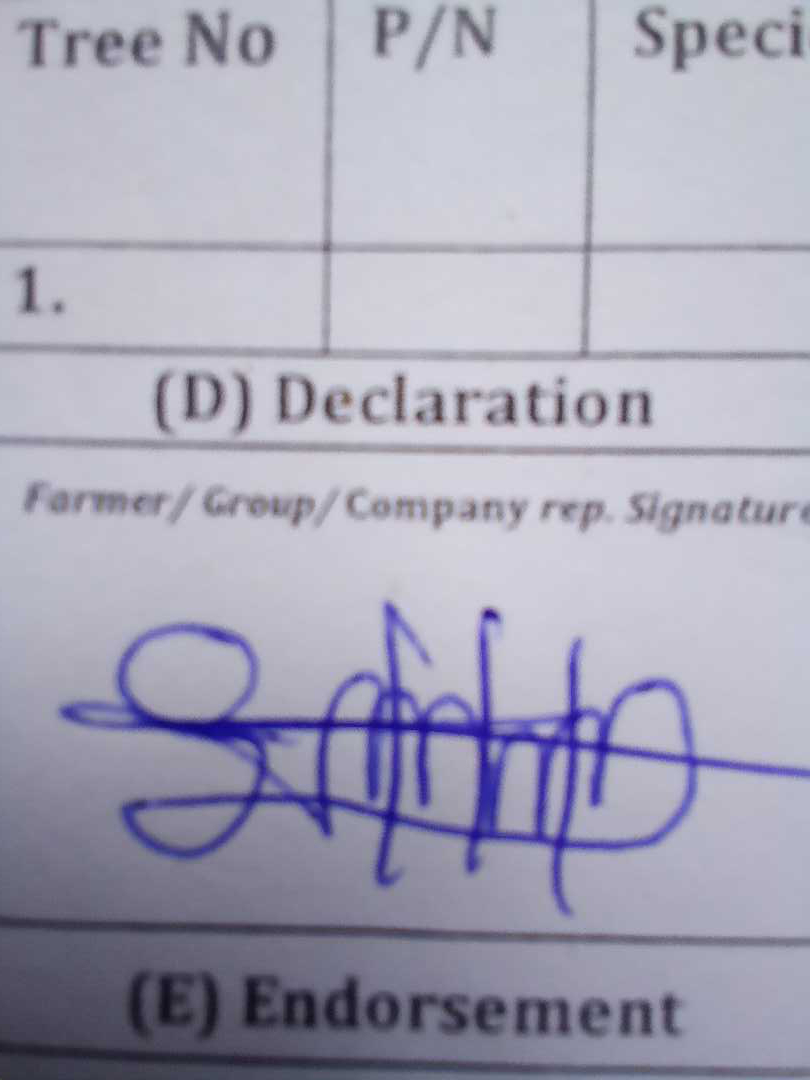 Tree No P/N Speci
1.
(D) Declaration
Farmer/ Group/Company rep. Signature
(E) Endorsement